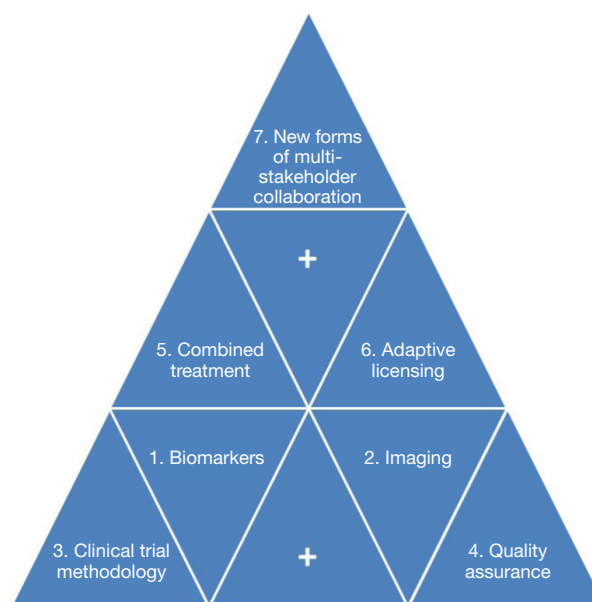 7. New forms
of multi-
stakeholder
collaboration
+
5. Combined
treatment
6. Adaptive
licensing
1. Biomarkers
2. Imaging
3. Clinical trial
methodology
+
4. Quality
assurance